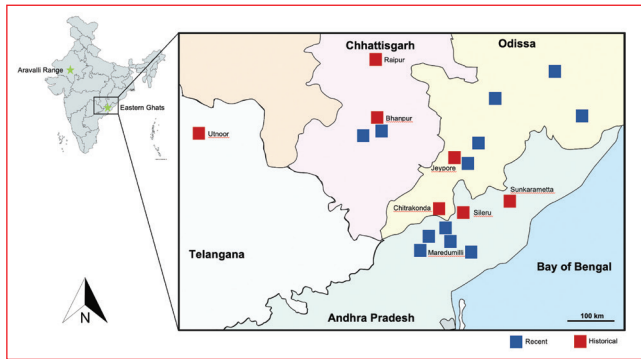 Aravalli Range
Eastern Ghats
Chhattisgarh
Odissa
Raipur
Bhanpur
Utnoor
Jeypore
Sunkarametta
Chitrakonda
Sileru
Telangana
Maredumilli
Bay of Bengal
Andhra Pradesh
100 km
N
Recent
Historical